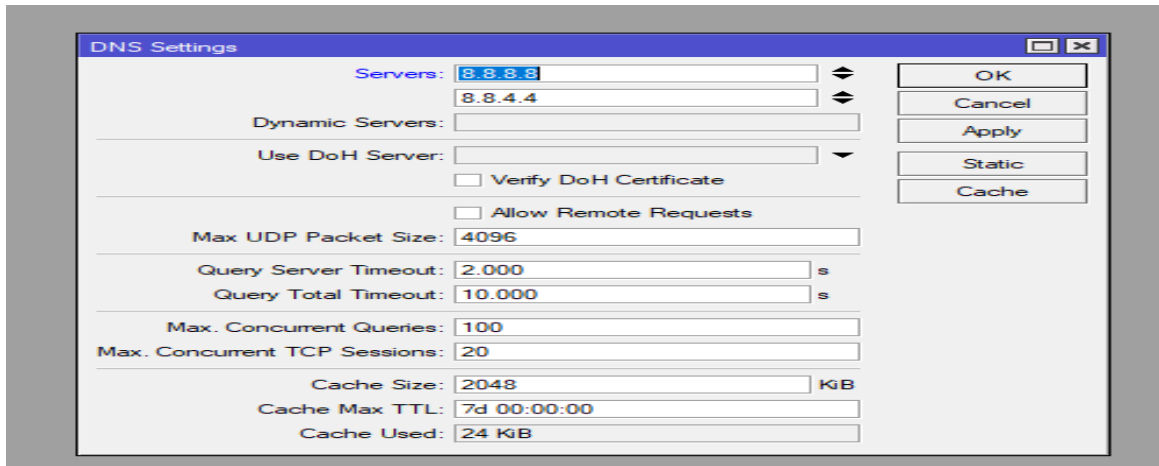 DNS Settings
Servers: 8.8.8.8
8.8.4.4
Dynamic Servers:
Use DoH Server:
Verify DoH Certificate
Allow Remote Requests
Max UDP Packet Size: 4096
Query Server Timeout: 2.000 s
Query Total Timeout: 10.000 s
Max. Concurrent Queries: 100
Max. Concurrent TCP Sessions: 20
Cache Size: 2048 KiB
Cache Max TTL: 7d 00:00:00
Cache Used: 24 KiB
OK
Cancel
Apply
Static
Cache